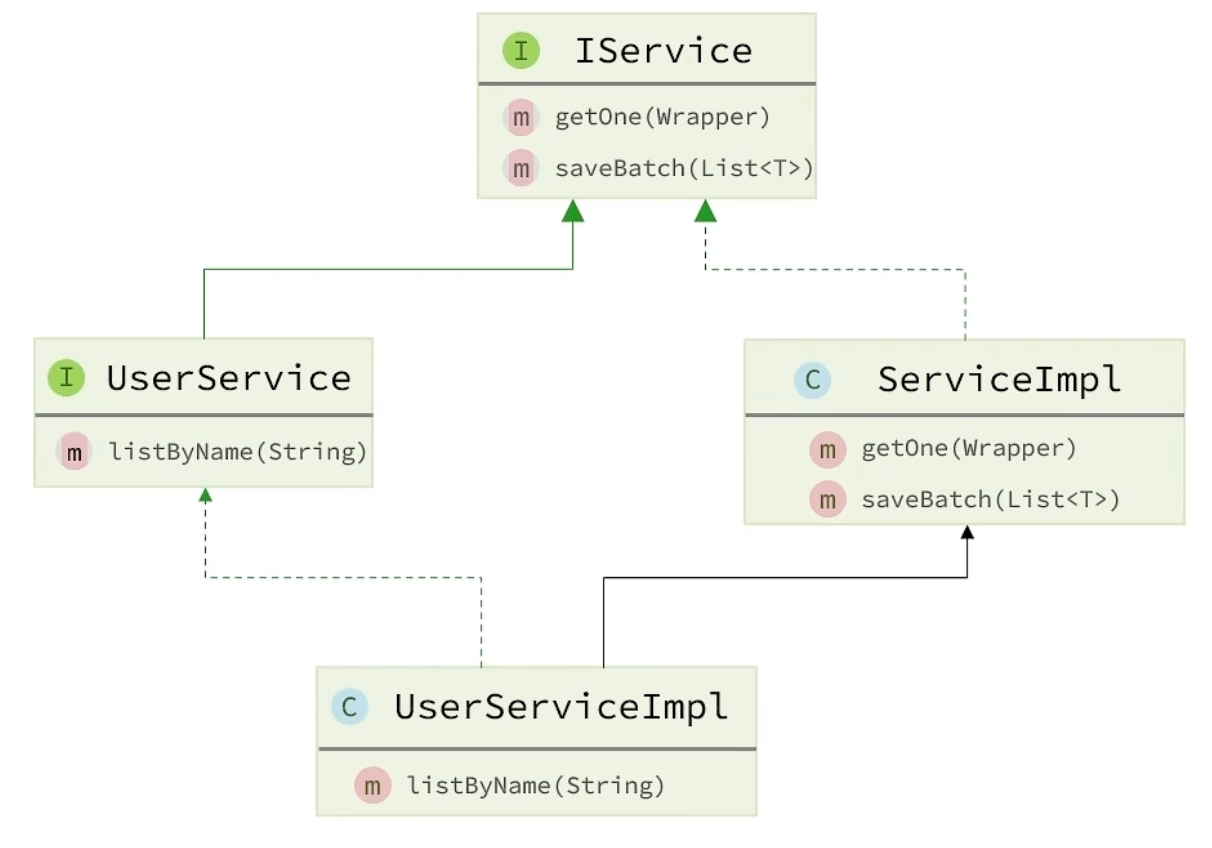 I IService
m getOne(Wrapper)
m saveBatch(List<T>)
I UserService
m listByName(String)
C ServiceImpl
m getOne(Wrapper)
m saveBatch(List<T>)
C UserServiceImpl
m listByName(String)